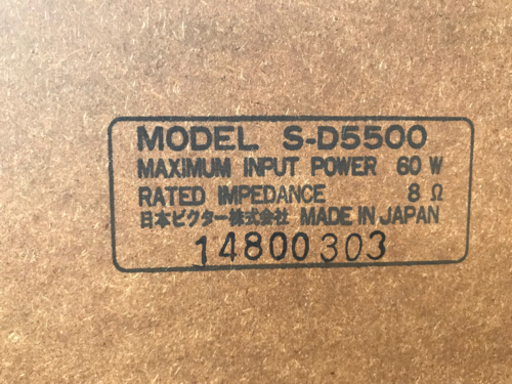 MODEL S-D5500
MAXIMUM INPUT POWER 60 W
RATED IMPEDANCE 8 Ω
日本ビクター株式会社 MADE IN JAPAN
14800303